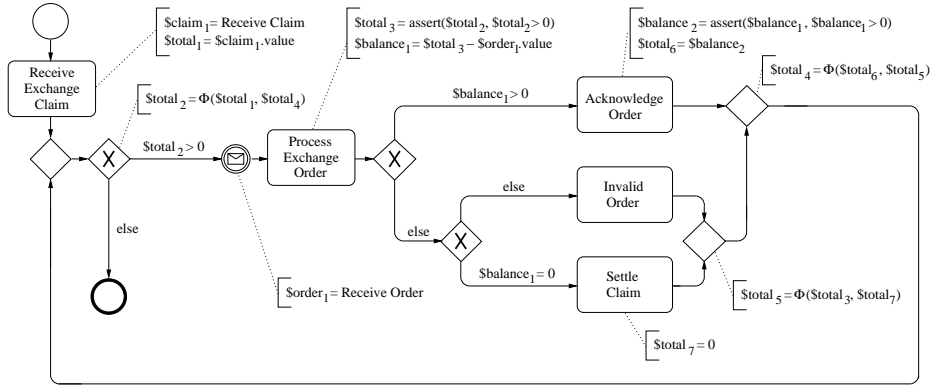 $claim₁= Receive Claim
$total₁= $claim₁.value
$total₃= assert($total₂, $total₂> 0)
$balance₁= $total₃− $order₁.value
$balance₂= assert($balance₁, $balance₁> 0)
$total₆= $balance₂
Receive
Exchange
Claim
$total₂= Φ($total₁, $total₄)
$total₄=Φ($total₆, $total₅)
$balance₁> 0
Acknowledge
Order
X
$total₂> 0
Process
Exchange
Order
X
else
else
Invalid
Order
else
X
$balance₁= 0
Settle
Claim
$order₁= Receive Order
$total₅=Φ($total₃, $total₇)
$total₇= 0